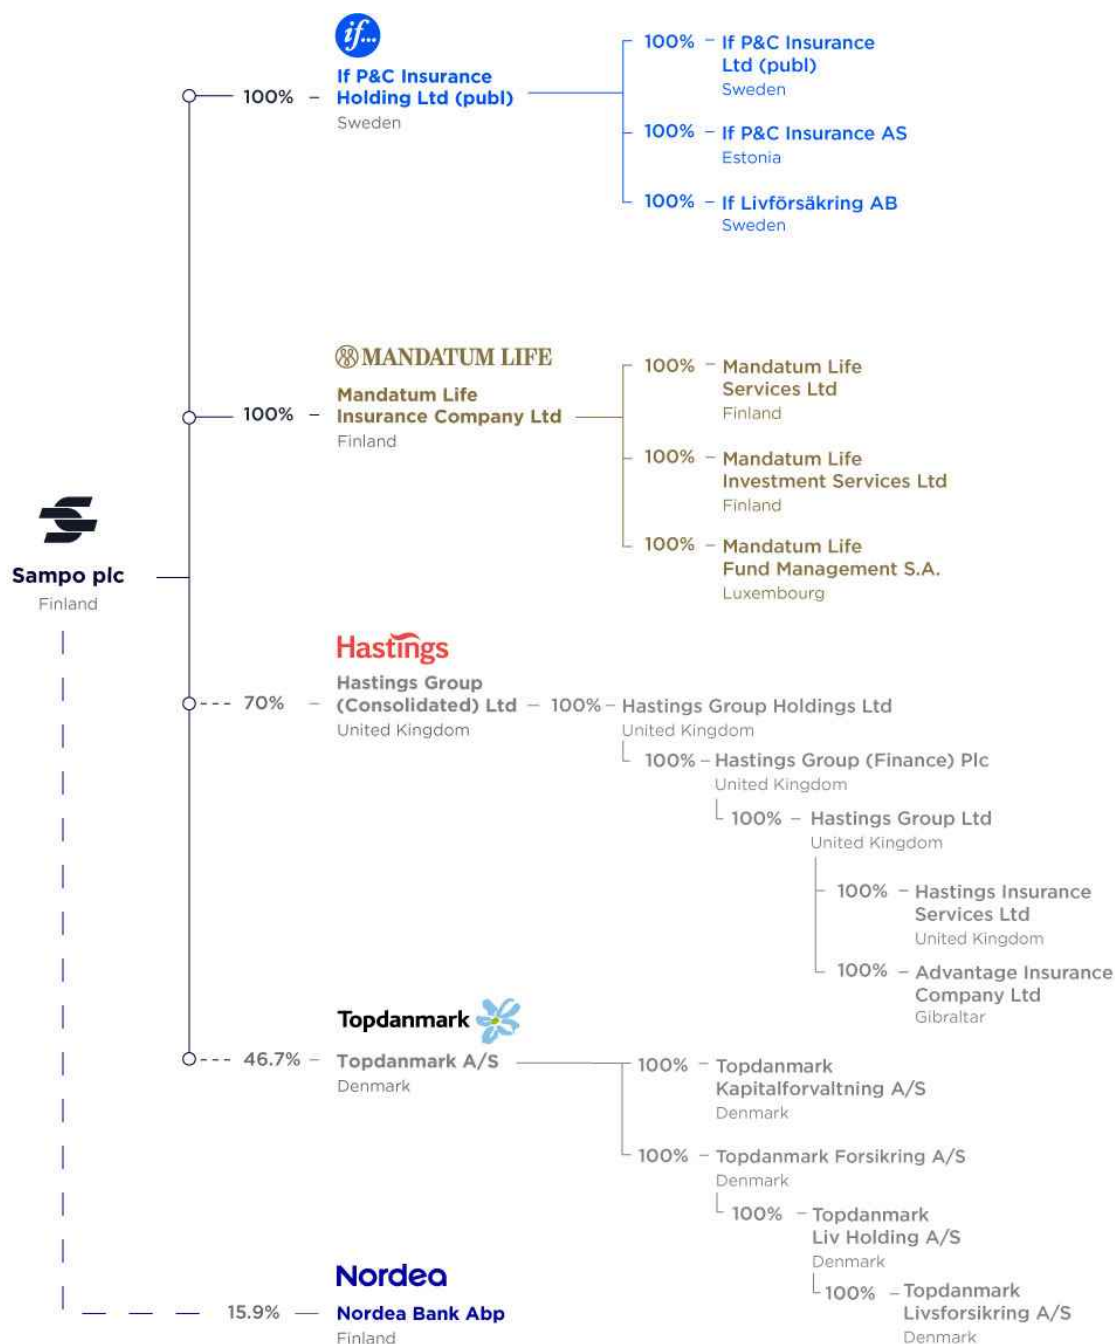 if...
If P&C Insurance
Holding Ltd (publ)
Sweden
100%
100%
If P&C Insurance
Ltd (publ)
Sweden
100%
If P&C Insurance AS
Estonia
100%
If Livförsäkring AB
Sweden
MANDATUM LIFE
100%
Mandatum Life
Insurance Company Ltd
Finland
100%
Mandatum Life
Services Ltd
Finland
100%
Mandatum Life
Investment Services Ltd
Finland
100%
Mandatum Life
Fund Management S.A.
Luxembourg
Sampo plc
Finland
Hastings
70%
Hastings Group
(Consolidated) Ltd
United Kingdom
100%
Hastings Group Holdings Ltd
United Kingdom
100%
Hastings Group (Finance) Plc
United Kingdom
100%
Hastings Group Ltd
United Kingdom
100%
Hastings Insurance
Services Ltd
United Kingdom
100%
Advantage Insurance
Company Ltd
Gibraltar
Topdanmark
46.7%
Topdanmark A/S
Denmark
100%
Topdanmark
Kapitalforvaltning A/S
Denmark
100%
Topdanmark Forsikring A/S
Denmark
100%
Topdanmark
Liv Holding A/S
Denmark
100%
Topdanmark
Livsforsikring A/S
Denmark
Nordea
15.9%
Nordea Bank Abp
Finland